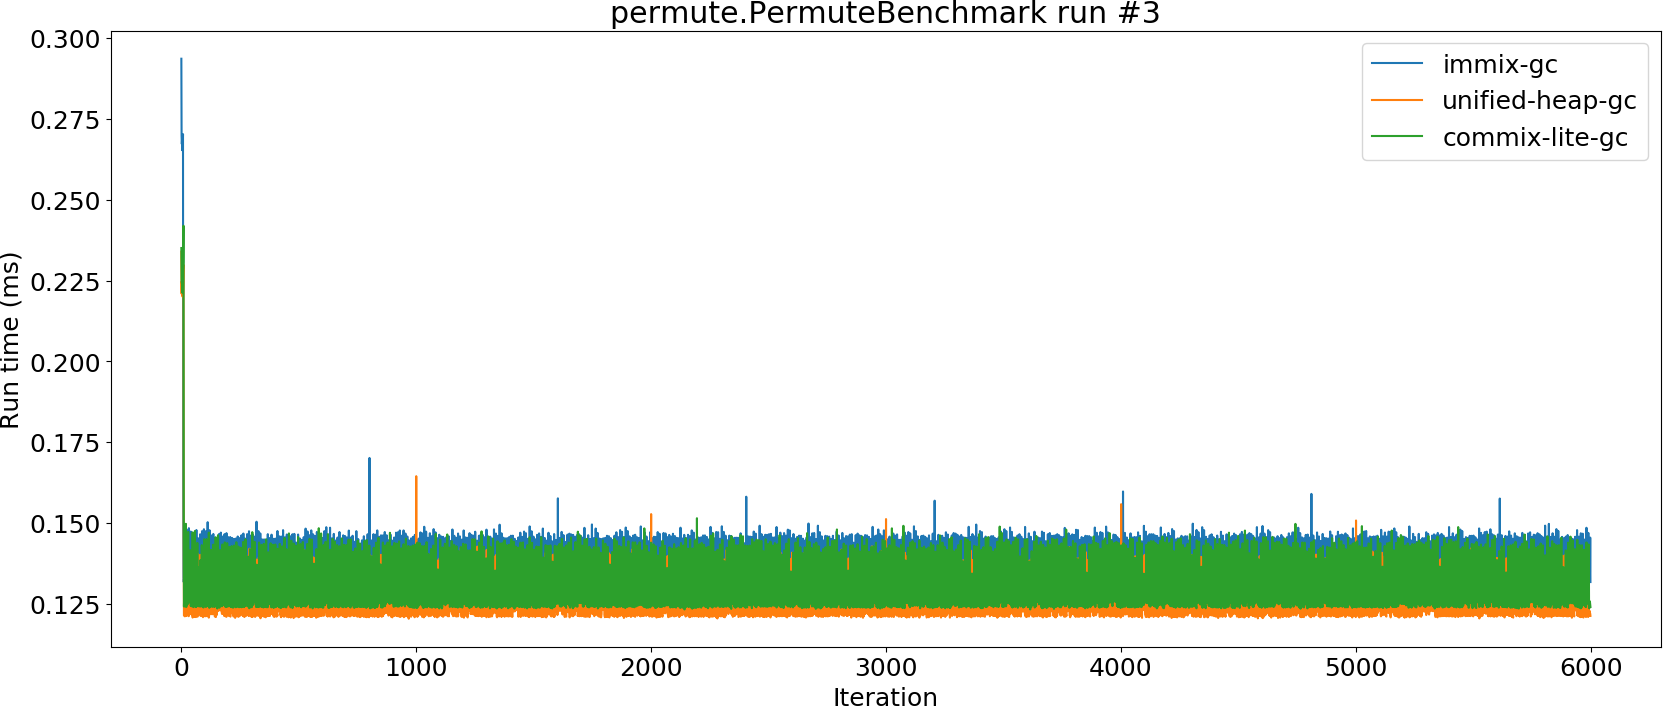 permute.PermuteBenchmark run #3
0.300
0.275
0.250
0.225
0.200
0.175
0.150
0.125
Run time (ms)
immix-gc
unified-heap-gc
commix-lite-gc
0 1000 2000 3000 4000 5000 6000
Iteration